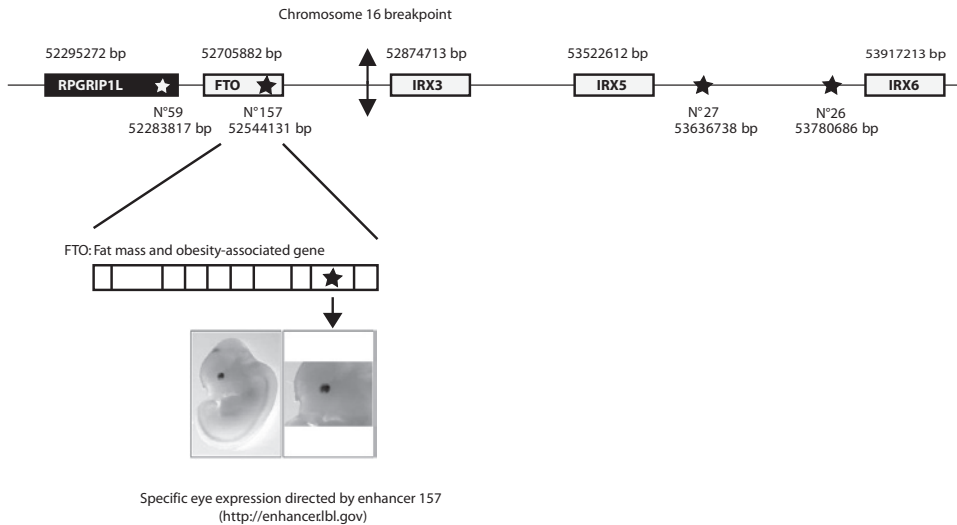 Chromosome 16 breakpoint
52295272 bp
52705882 bp
52874713 bp
53522612 bp
53917213 bp
RPGRIP1L
FTO
IRX3
IRX5
IRX6
N°59
52283817 bp
N°157
52544131 bp
N°27
53636738 bp
N°26
53780686 bp
FTO: Fat mass and obesity-associated gene
Specific eye expression directed by enhancer 157
(http://enhancer.lbl.gov)